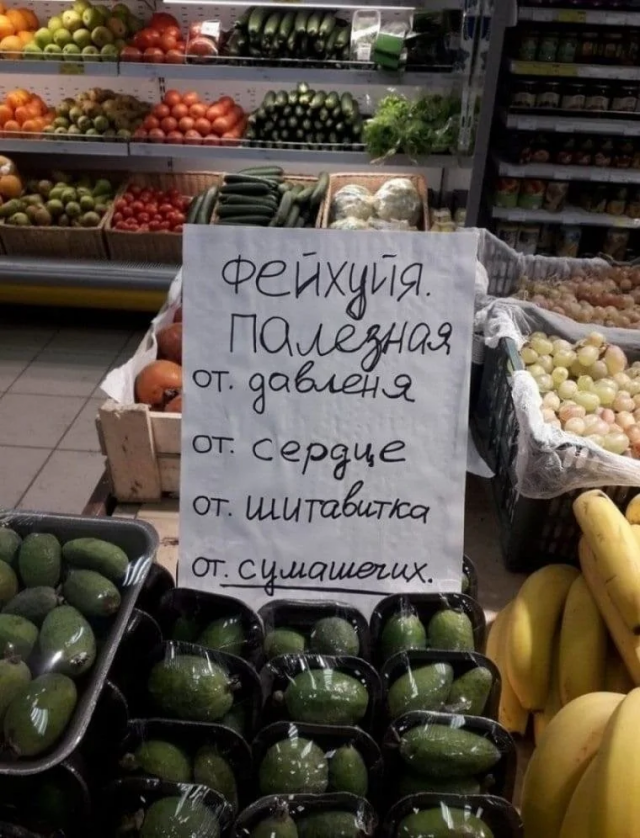 Фейхуйя.
Палезная
от. давленя
от. сердце
от. шитавитка
от. сумашечих.